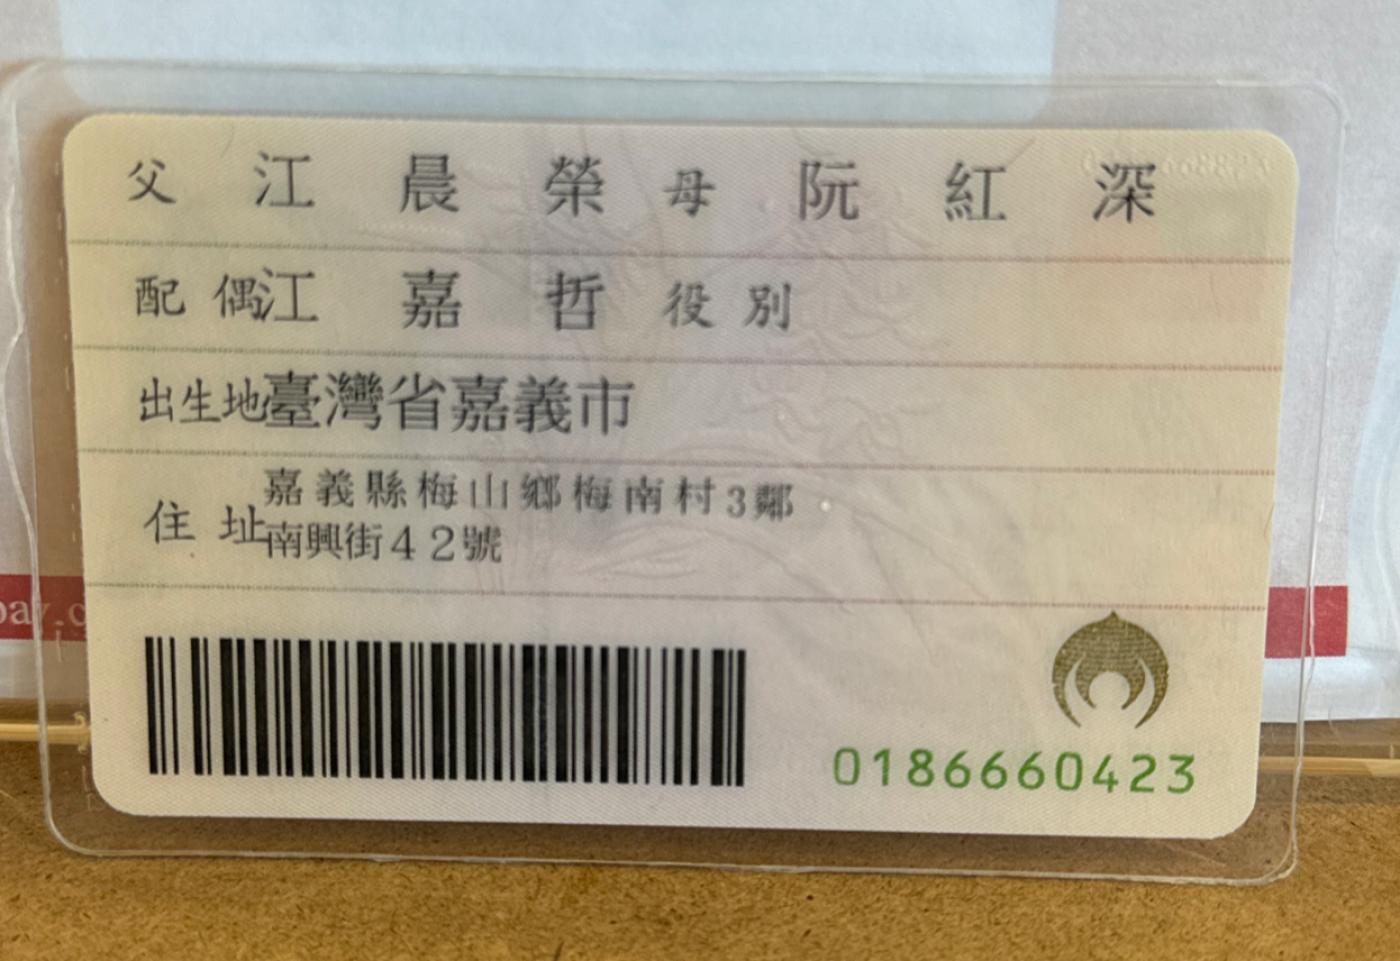 父 江晨榮 母 阮紅深
配偶 江嘉哲 役別
出生地 臺灣省嘉義市
住址 嘉義縣梅山鄉梅南村3鄰
南興街42號
0186660423